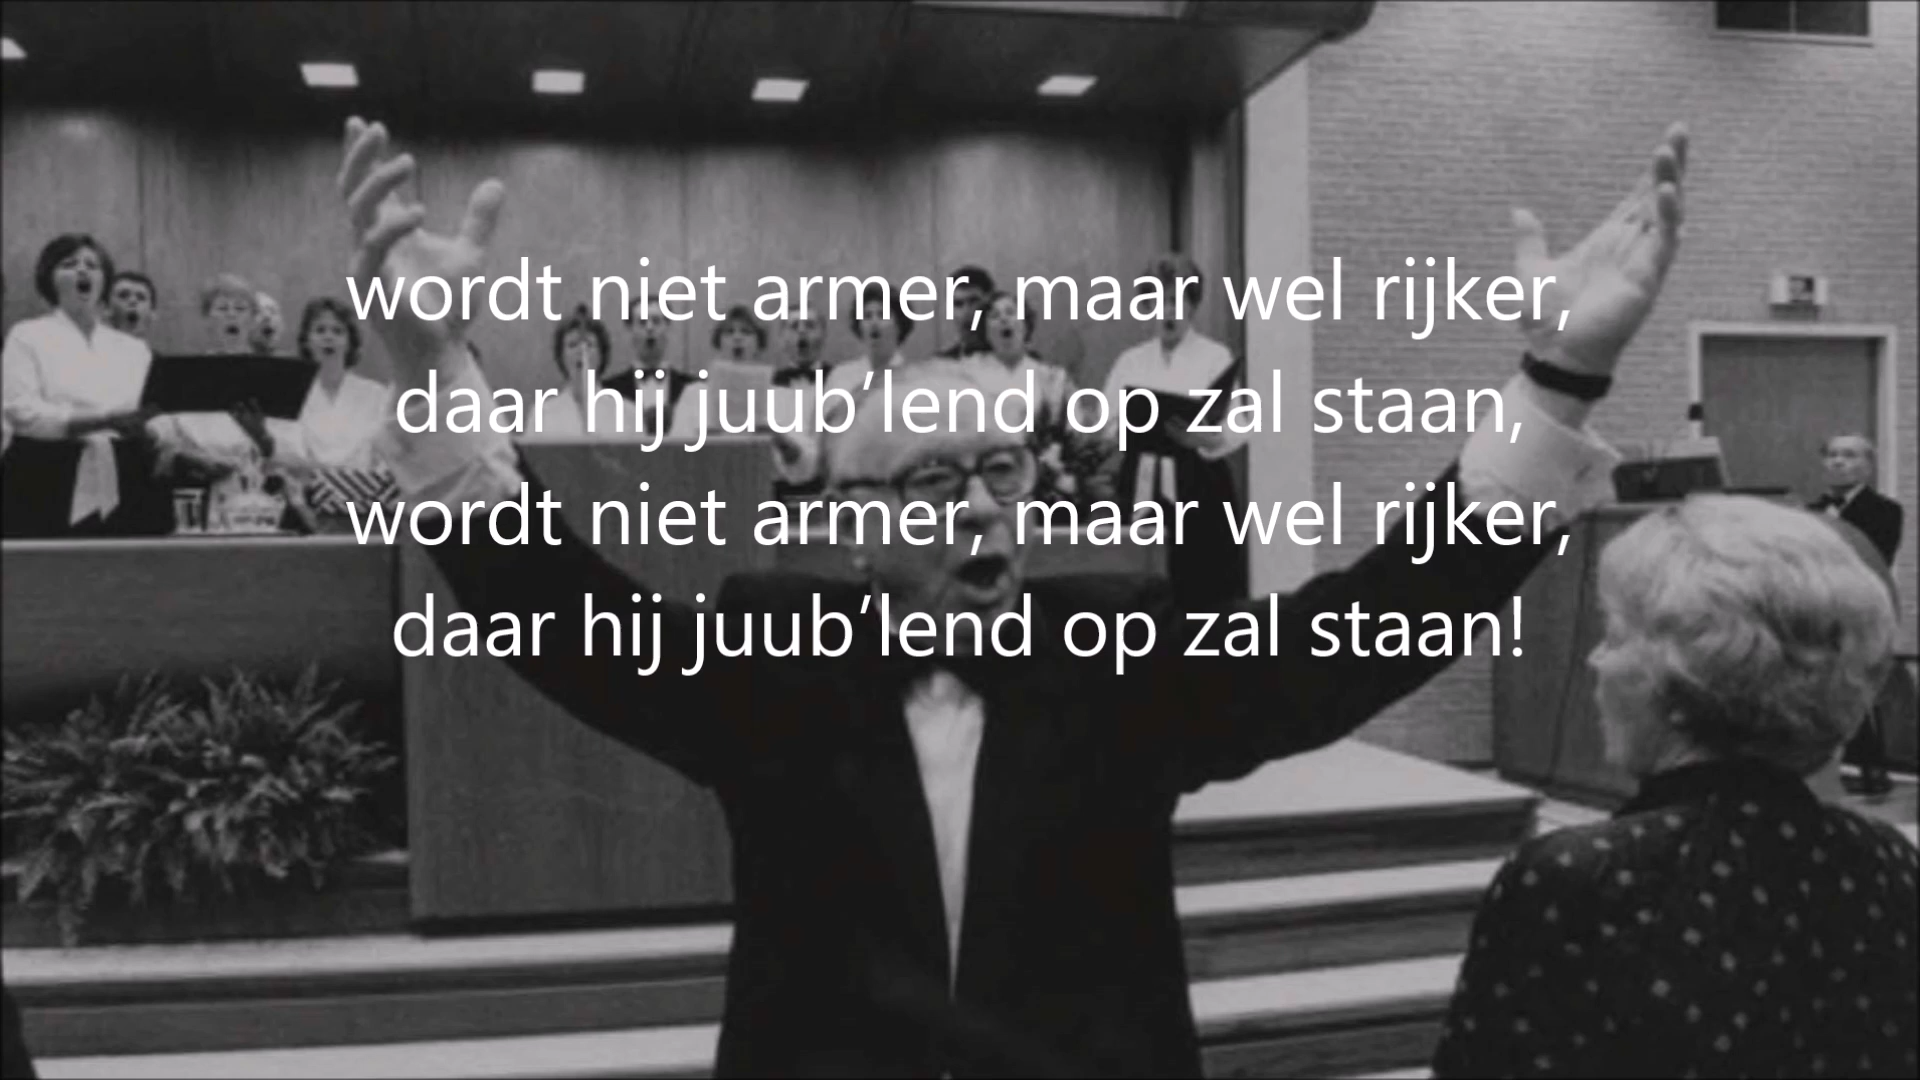 wordt niet armer, maar wel rijker,
daar hij juub’lend op zal staan,
wordt niet armer, maar wel rijker,
daar hij juub’lend op zal staan!